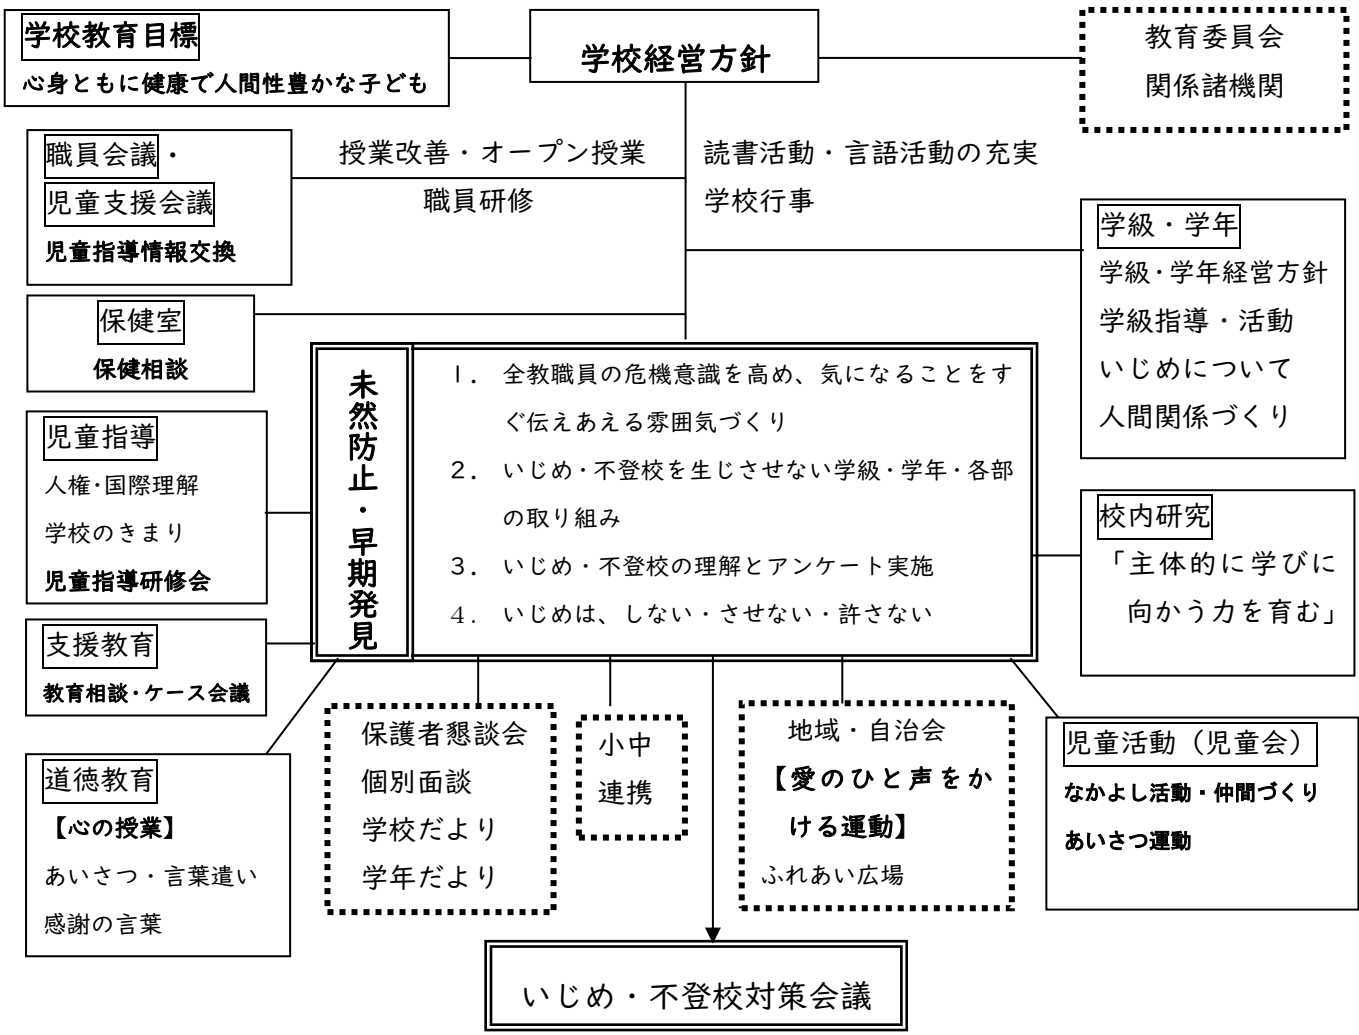 学校教育目標
心身ともに健康で人間性豊かな子ども
学校経営方針
教育委員会
関係諸機関
職員会議・
児童支援会議
児童指導情報交換
授業改善・オープン授業
職員研修
読書活動・言語活動の充実
学校行事
学級・学年
学級・学年経営方針
学級指導・活動
いじめについて
人間関係づくり
保健室
保健相談
未然防止・早期発見
1. 全教職員の危機意識を高め、気になることをす
ぐ伝えあえる雰囲気づくり
2. いじめ・不登校を生じさせない学級・学年・各部
の取り組み
3. いじめ・不登校の理解とアンケート実施
4. いじめは、しない・させない・許さない
児童指導
人権・国際理解
学校のきまり
児童指導研修会
校内研究
「主体的に学びに
向かう力を育む」
支援教育
教育相談・ケース会議
道徳教育
【心の授業】
あいさつ・言葉遣い
感謝の言葉
保護者懇談会
個別面談
学校だより
学年だより
小中
連携
地域・自治会
【愛のひと声をか
ける運動】
ふれあい広場
児童活動（児童会）
なかよし活動・仲間づくり
あいさつ運動
いじめ・不登校対策会議